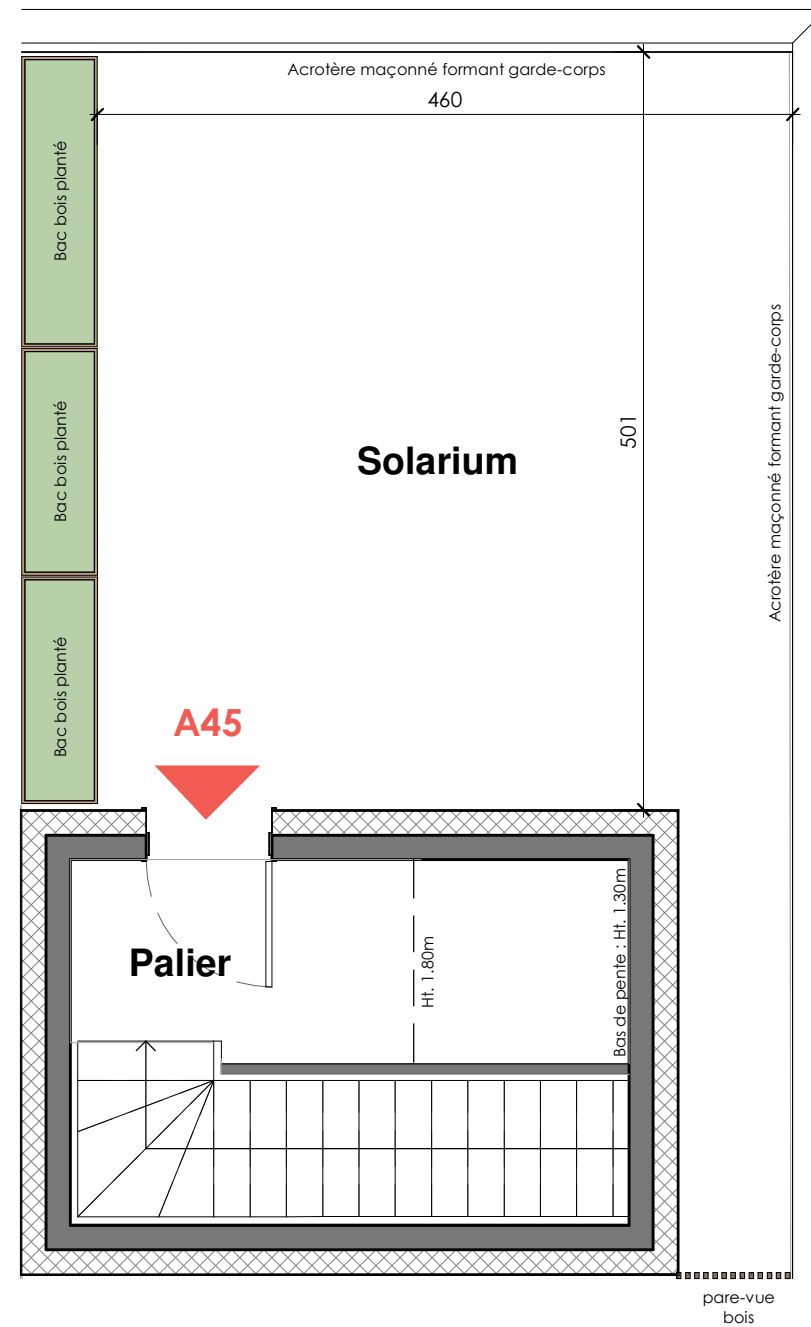 Acrotère maçonné formant garde-corps
460
Bac bois planté
Acrotère maçonné formant garde-corps
Bac bois planté
501
Solarium
Bac bois planté
A45
Palier
Ht. 1.80m
Bas de pente : Ht. 1.30m
pare-vue
bois